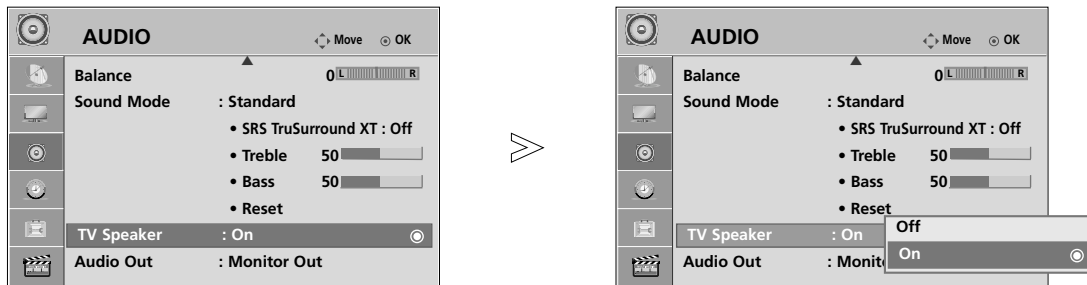 AUDIO
Move OK
Balance 0 L R
Sound Mode : Standard
• SRS TruSurround XT : Off
• Treble 50
• Bass 50
• Reset
TV Speaker : On
Audio Out : Monitor Out
AUDIO
Move OK
Balance 0 L R
Sound Mode : Standard
• SRS TruSurround XT : Off
• Treble 50
• Bass 50
• Reset
TV Speaker : On
Audio Out : Monit
Off
On